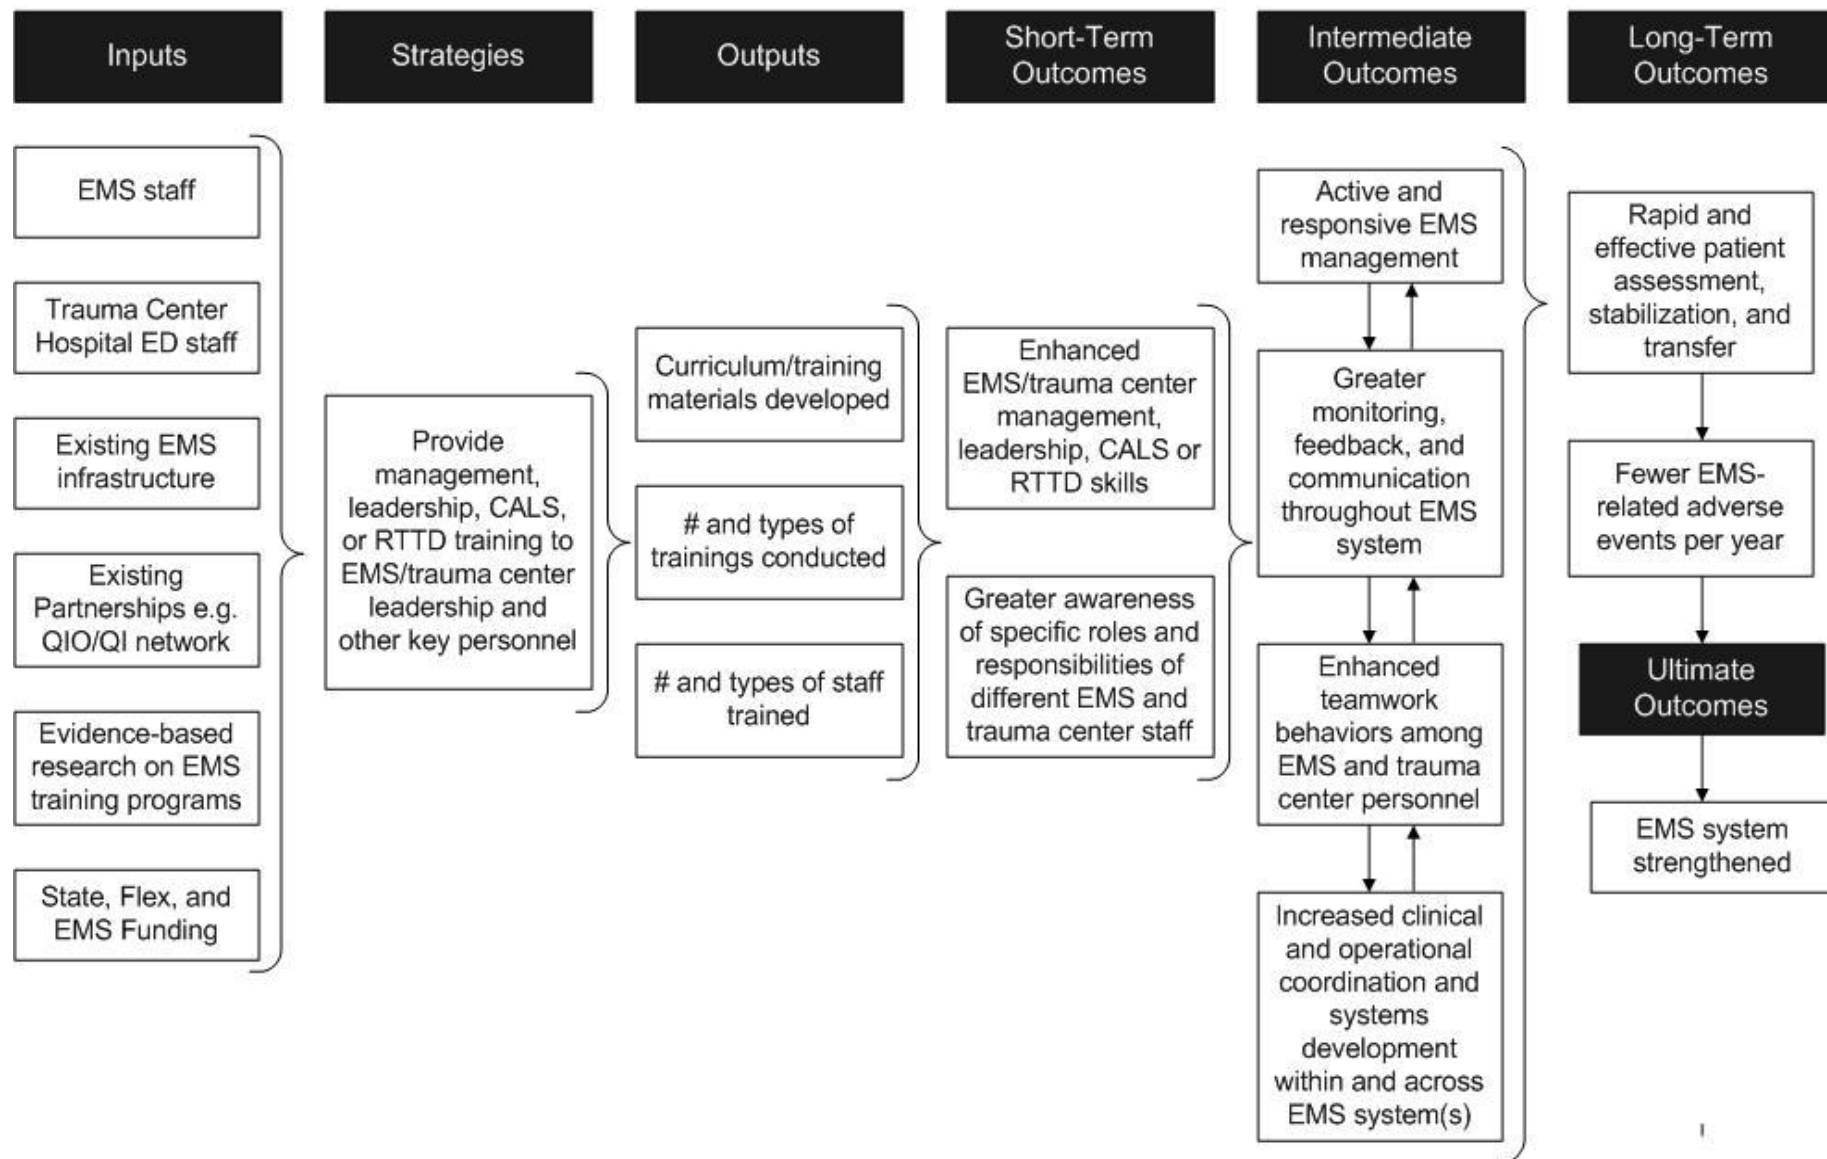 Inputs
Strategies
Outputs
Short-Term
Outcomes
Intermediate
Outcomes
Long-Term
Outcomes
EMS staff
Trauma Center
Hospital ED staff
Existing EMS
infrastructure
Existing
Partnerships e.g.
QIO/QI network
Evidence-based
research on EMS
training programs
State, Flex, and
EMS Funding
Provide
management,
leadership, CALS,
or RTTD training to
EMS/trauma center
leadership and
other key personnel
Curriculum/training
materials developed
# and types of
trainings conducted
# and types of staff
trained
Enhanced
EMS/trauma center
management,
leadership, CALS or
RTTD skills
Greater awareness
of specific roles and
responsibilities of
different EMS and
trauma center staff
Active and
responsive EMS
management
Greater
monitoring,
feedback, and
communication
throughout EMS
system
Enhanced
teamwork
behaviors among
EMS and trauma
center personnel
Increased clinical
and operational
coordination and
systems
development
within and across
EMS system(s)
Rapid and
effective patient
assessment,
stabilization, and
transfer
Fewer EMS-
related adverse
events per year
Ultimate
Outcomes
EMS system
strengthened